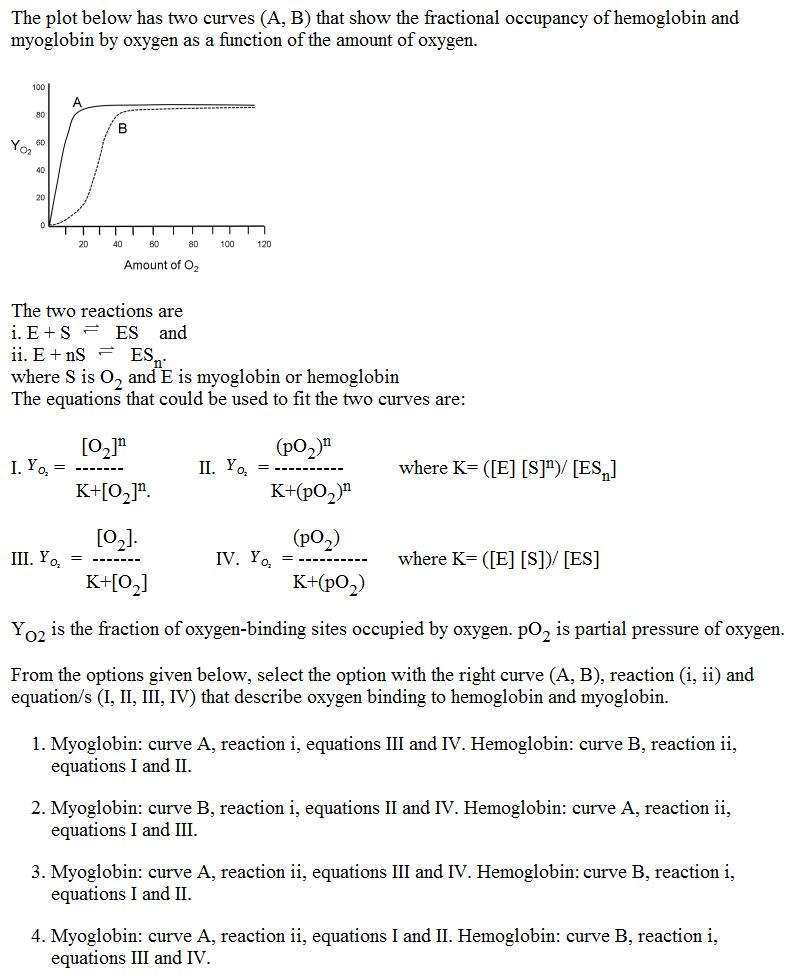 The plot below has two curves (A, B) that show the fractional occupancy of hemoglobin and
myoglobin by oxygen as a function of the amount of oxygen.
100
A
80
B
Y O2 60
40
20
0
20 40 60 80 100 120
Amount of O2
The two reactions are
i. E + S ⇌ ES and
ii. E + nS ⇌ ESn.
where S is O2 and E is myoglobin or hemoglobin
The equations that could be used to fit the two curves are:
[O2]ⁿ (pO2)ⁿ
I. Y O2 = ------- II. Y O2 = ---------- where K= ([E] [S]ⁿ)/ [ESn]
K+[O2]ⁿ. K+(pO2)ⁿ
[O2]. (pO2)
III. Y O2 = ------- IV. Y O2 = ---------- where K= ([E] [S])/ [ES]
K+[O2] K+(pO2)
YO2 is the fraction of oxygen-binding sites occupied by oxygen. pO2 is partial pressure of oxygen.
From the options given below, select the option with the right curve (A, B), reaction (i, ii) and
equation/s (I, II, III, IV) that describe oxygen binding to hemoglobin and myoglobin.
1. Myoglobin: curve A, reaction i, equations III and IV. Hemoglobin: curve B, reaction ii,
equations I and II.
2. Myoglobin: curve B, reaction i, equations II and IV. Hemoglobin: curve A, reaction ii,
equations I and III.
3. Myoglobin: curve A, reaction ii, equations III and IV. Hemoglobin: curve B, reaction i,
equations I and II.
4. Myoglobin: curve A, reaction ii, equations I and II. Hemoglobin: curve B, reaction i,
equations III and IV.